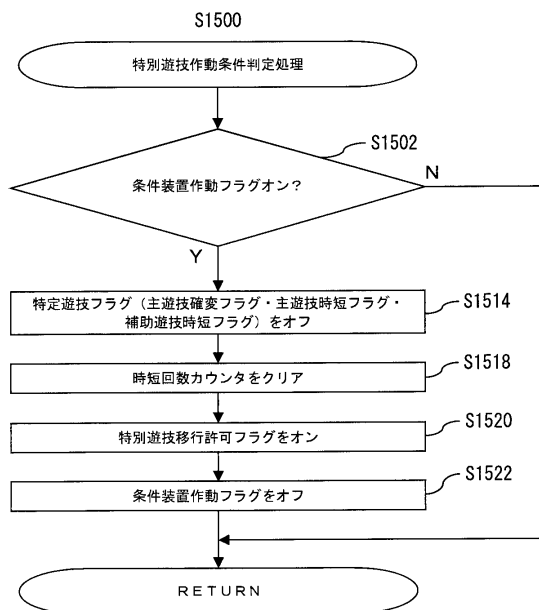 S1500
特別遊技作動条件判定処理
S1502
条件装置作動フラグオン？
N
Y
特定遊技フラグ（主遊技確変フラグ・主遊技時短フラグ・
補助遊技時短フラグ）をオフ
S1514
時短回数カウンタをクリア
S1518
特別遊技移行許可フラグをオン
S1520
条件装置作動フラグをオフ
S1522
ＲＥＴＵＲＮ